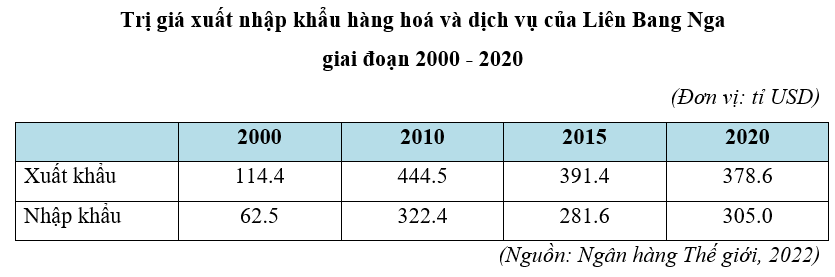 Trị giá xuất nhập khẩu hàng hoá và dịch vụ của Liên Bang Nga
giai đoạn 2000 - 2020
(Đơn vị: tỉ USD)
2000 2010 2015 2020
Xuất khẩu 114.4 444.5 391.4 378.6
Nhập khẩu 62.5 322.4 281.6 305.0
(Nguồn: Ngân hàng Thế giới, 2022)